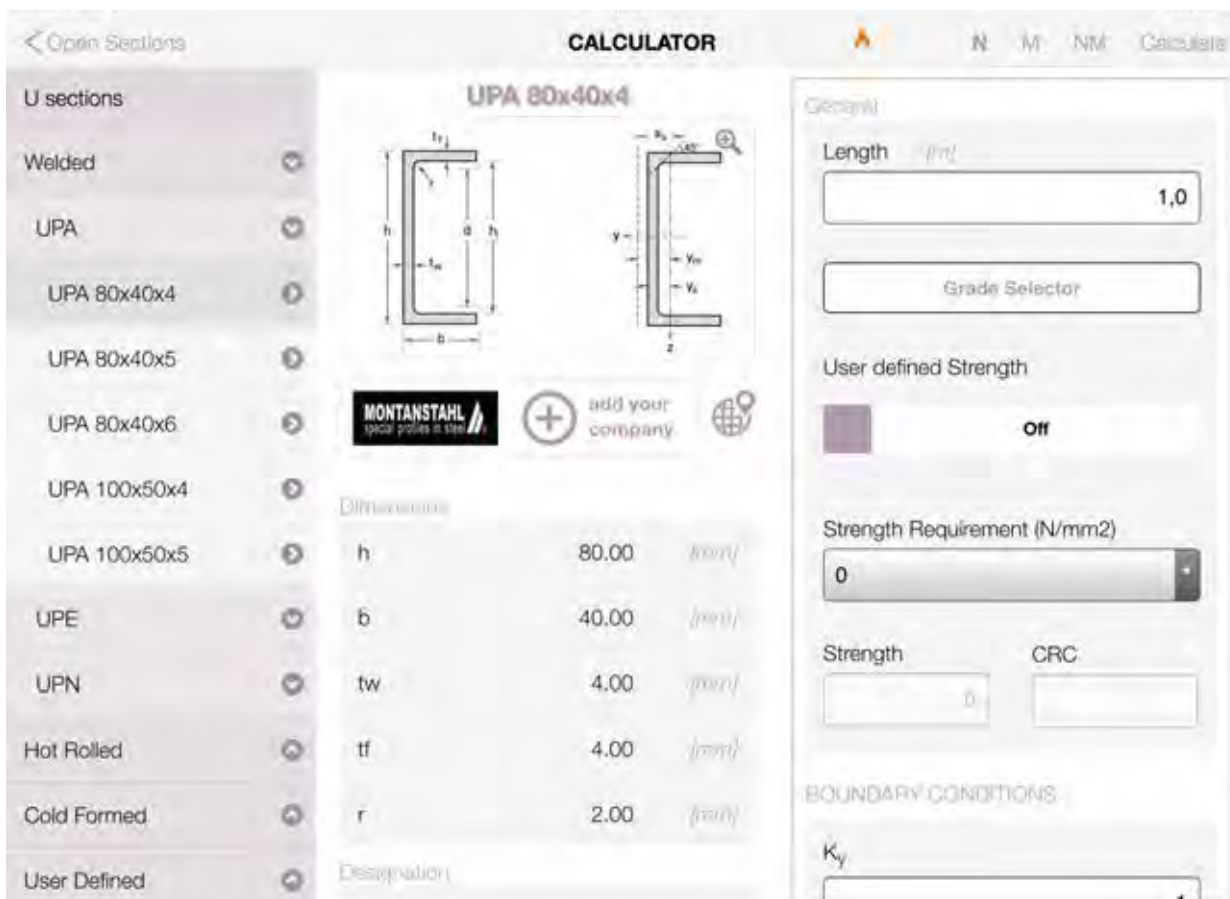 Open Sections
CALCULATOR
N M NM Calculate
U sections
Welded
UPA
UPA 80x40x4
UPA 80x40x5
UPA 80x40x6
UPA 100x50x4
UPA 100x50x5
UPE
UPN
Hot Rolled
Cold Formed
User Defined
UPA 80x40x4
tf
r
h d h
tw
b
45°
y
ym
z
MONTANSTAHL
special profiles in steel
add your
company
Dimensions
h 80.00 [mm]
b 40.00 [mm]
tw 4.00 [mm]
tf 4.00 [mm]
r 2.00 [mm]
Designation
General
Length [m]
1,0
Grade Selector
User defined Strength
Off
Strength Requirement (N/mm2)
0
Strength CRC
0
BOUNDARY CONDITIONS
Ky
1